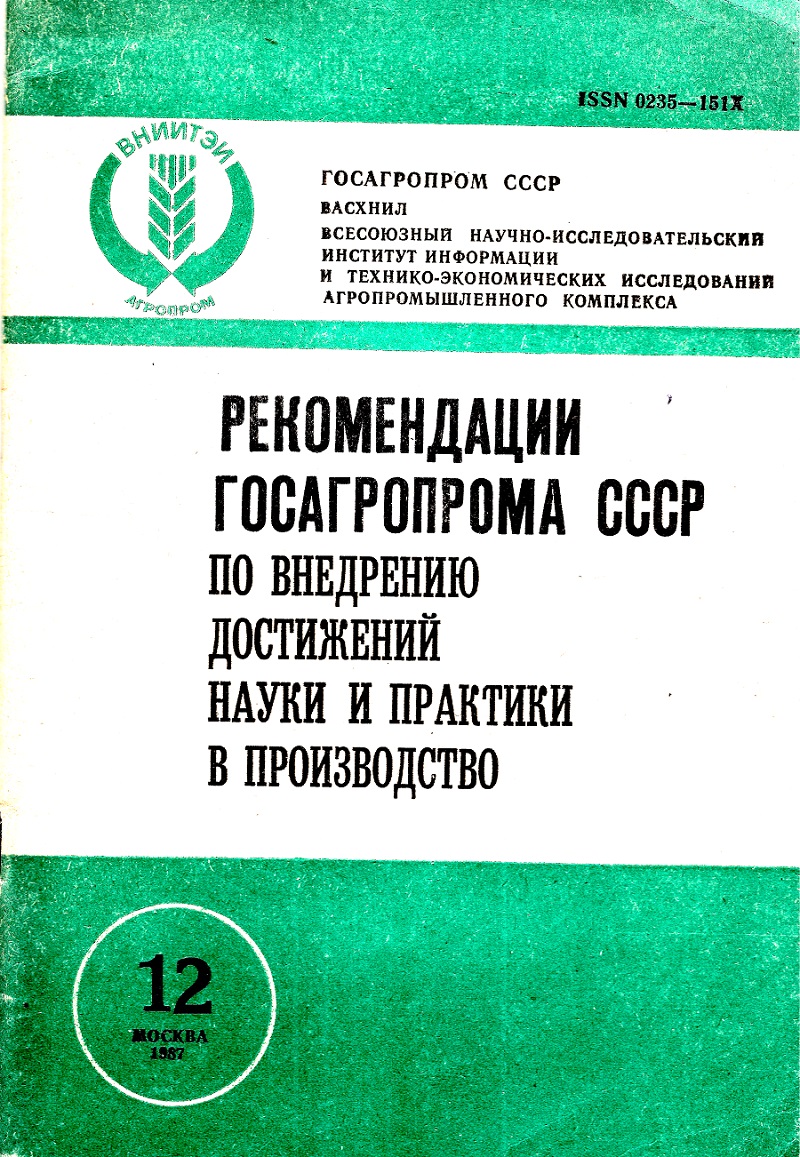 ISSN 0235—151X
ВНИИТЭИ
АГРОПРОМ
ГОСАГРОПРОМ СССР
ВАСХНИЛ
ВСЕСОЮЗНЫЙ НАУЧНО-ИССЛЕДОВАТЕЛЬСКИЙ
ИНСТИТУТ ИНФОРМАЦИИ
И ТЕХНИКО-ЭКОНОМИЧЕСКИХ ИССЛЕДОВАНИЙ
АГРОПРОМЫШЛЕННОГО КОМПЛЕКСА
РЕКОМЕНДАЦИИ
ГОСАГРОПРОМА СССР
ПО ВНЕДРЕНИЮ
ДОСТИЖЕНИЙ
НАУКИ И ПРАКТИКИ
В ПРОИЗВОДСТВО
12
МОСКВА
1987